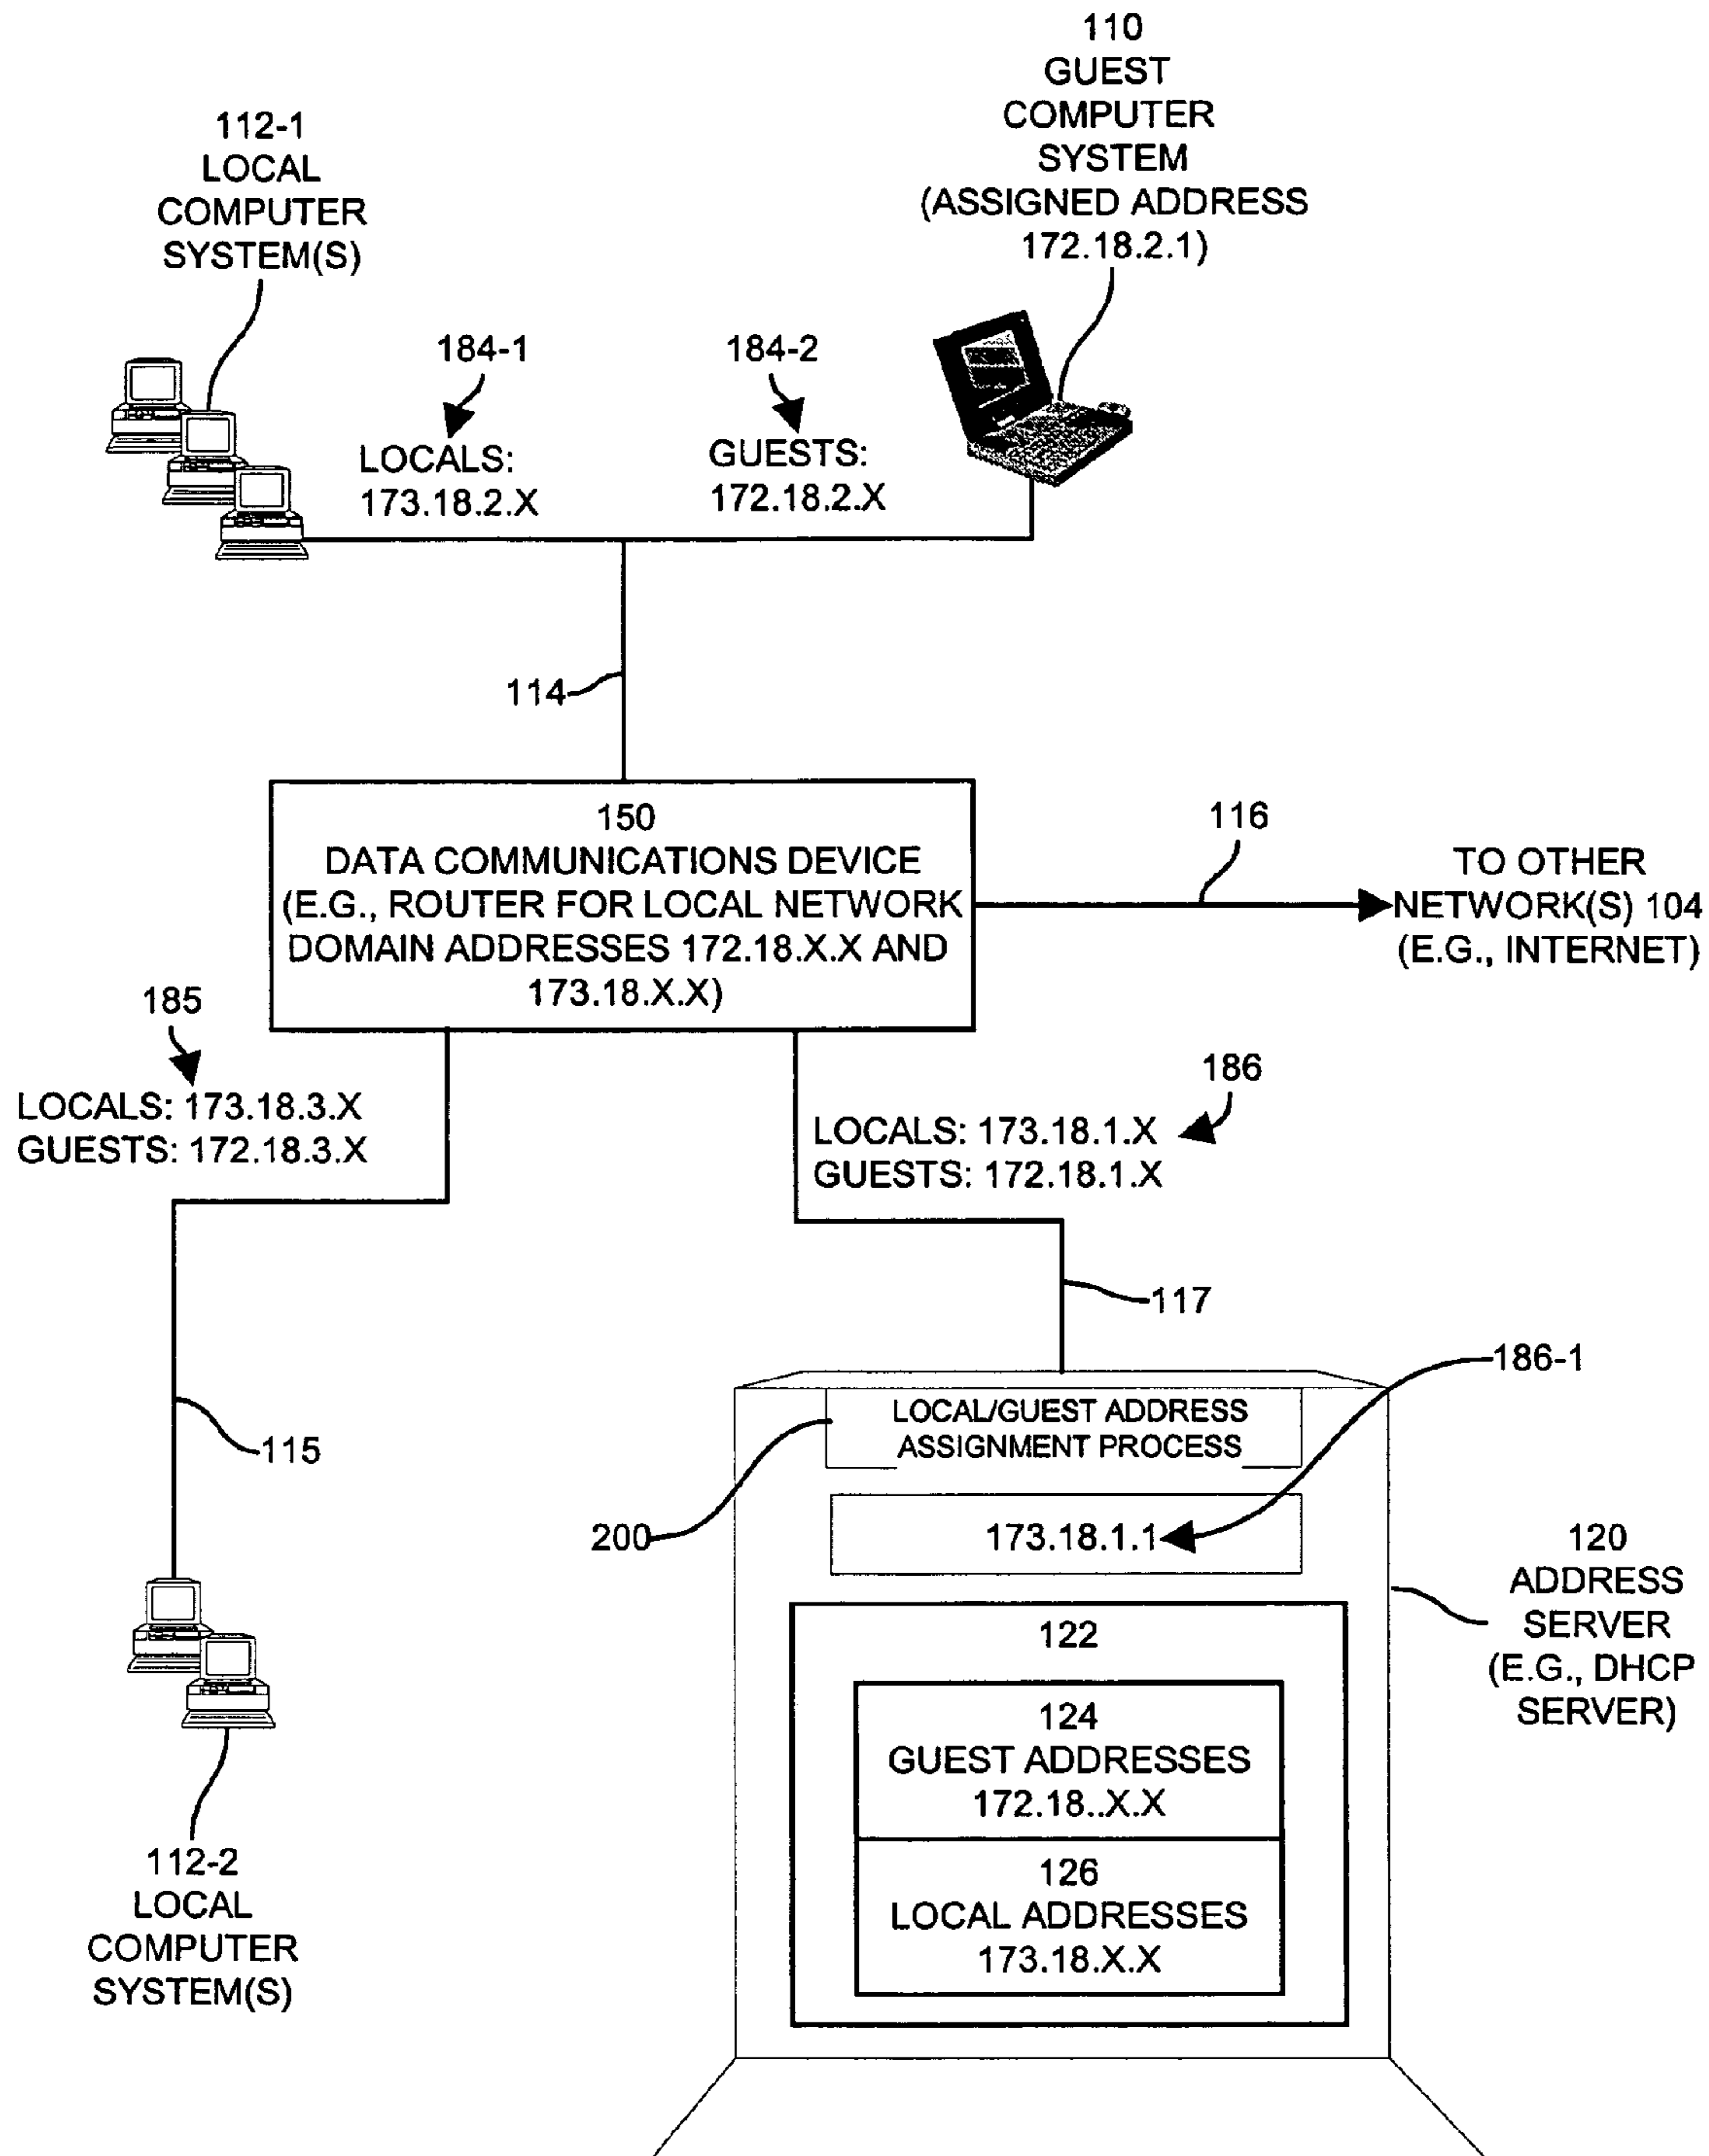 110
GUEST
COMPUTER
SYSTEM
(ASSIGNED ADDRESS
172.18.2.1)
112-1
LOCAL
COMPUTER
SYSTEM(S)
184-1
LOCALS:
173.18.2.X
184-2
GUESTS:
172.18.2.X
114
150
DATA COMMUNICATIONS DEVICE
(E.G., ROUTER FOR LOCAL NETWORK
DOMAIN ADDRESSES 172.18.X.X AND
173.18.X.X)
116
TO OTHER
NETWORK(S) 104
(E.G., INTERNET)
185
LOCALS: 173.18.3.X
GUESTS: 172.18.3.X
186
LOCALS: 173.18.1.X
GUESTS: 172.18.1.X
117
115
186-1
LOCAL/GUEST ADDRESS
ASSIGNMENT PROCESS
200
173.18.1.1
120
ADDRESS
SERVER
(E.G., DHCP
SERVER)
122
124
GUEST ADDRESSES
172.18..X.X
126
LOCAL ADDRESSES
173.18.X.X
112-2
LOCAL
COMPUTER
SYSTEM(S)